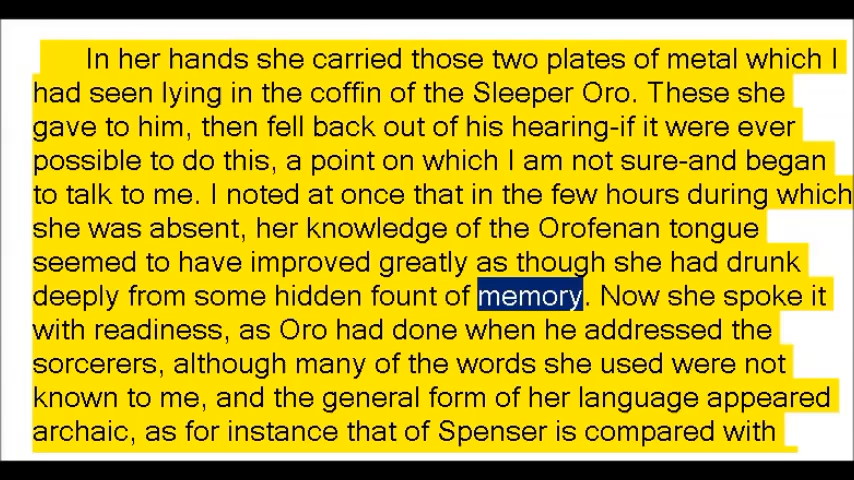 In her hands she carried those two plates of metal which I
had seen lying in the coffin of the Sleeper Oro. These she
gave to him, then fell back out of his hearing-if it were ever
possible to do this, a point on which I am not sure-and began
to talk to me. I noted at once that in the few hours during which
she was absent, her knowledge of the Orofenan tongue
seemed to have improved greatly as though she had drunk
deeply from some hidden fount of memory. Now she spoke it
with readiness, as Oro had done when he addressed the
sorcerers, although many of the words she used were not
known to me, and the general form of her language appeared
archaic, as for instance that of Spenser is compared with